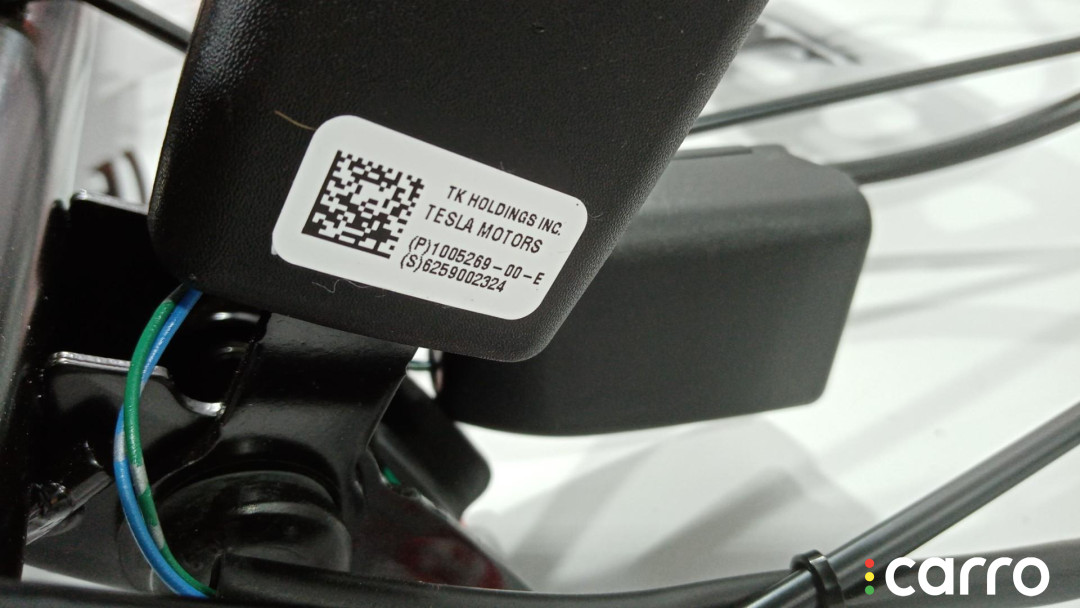 TK HOLDINGS INC.
TESLA MOTORS
(P)1005269-00-E
(S)6259002324
carro